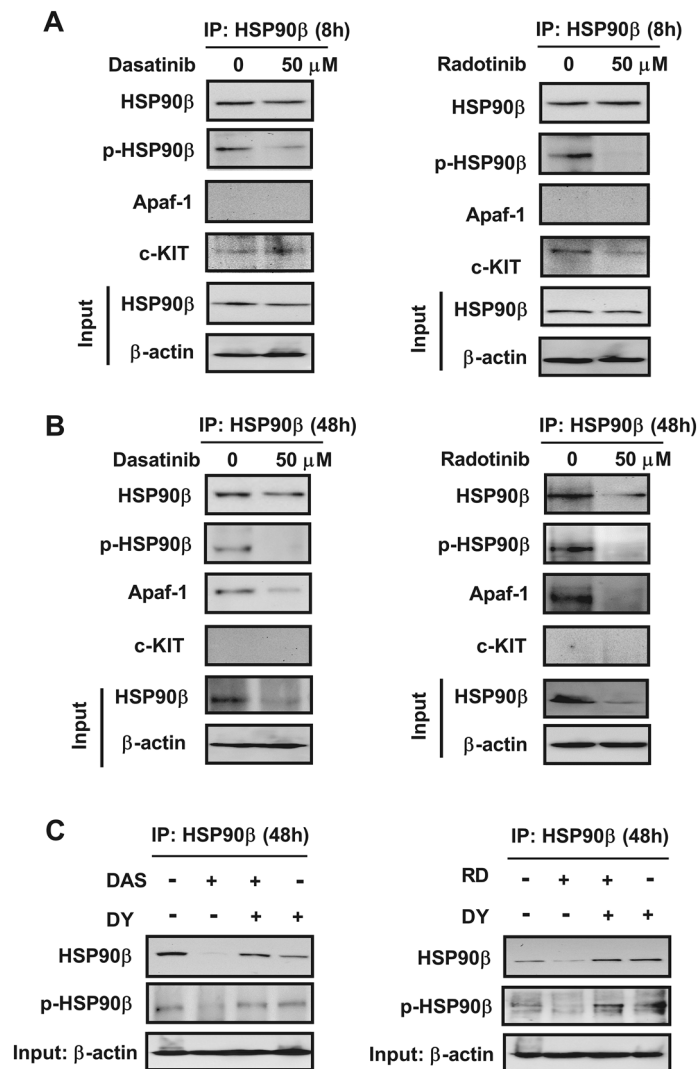 A
IP: HSP90β (8h)
Dasatinib 0 50 μM
HSP90β
p-HSP90β
Apaf-1
c-KIT
Input
HSP90β
β-actin
IP: HSP90β (8h)
Radotinib 0 50 μM
HSP90β
p-HSP90β
Apaf-1
c-KIT
Input
HSP90β
β-actin
B
IP: HSP90β (48h)
Dasatinib 0 50 μM
HSP90β
p-HSP90β
Apaf-1
c-KIT
Input
HSP90β
β-actin
IP: HSP90β (48h)
Radotinib 0 50 μM
HSP90β
p-HSP90β
Apaf-1
c-KIT
Input
HSP90β
β-actin
C
IP: HSP90β (48h)
DAS - + + -
DY - - + +
HSP90β
p-HSP90β
Input: β-actin
IP: HSP90β (48h)
RD - + + -
DY - - + +
HSP90β
p-HSP90β
Input: β-actin